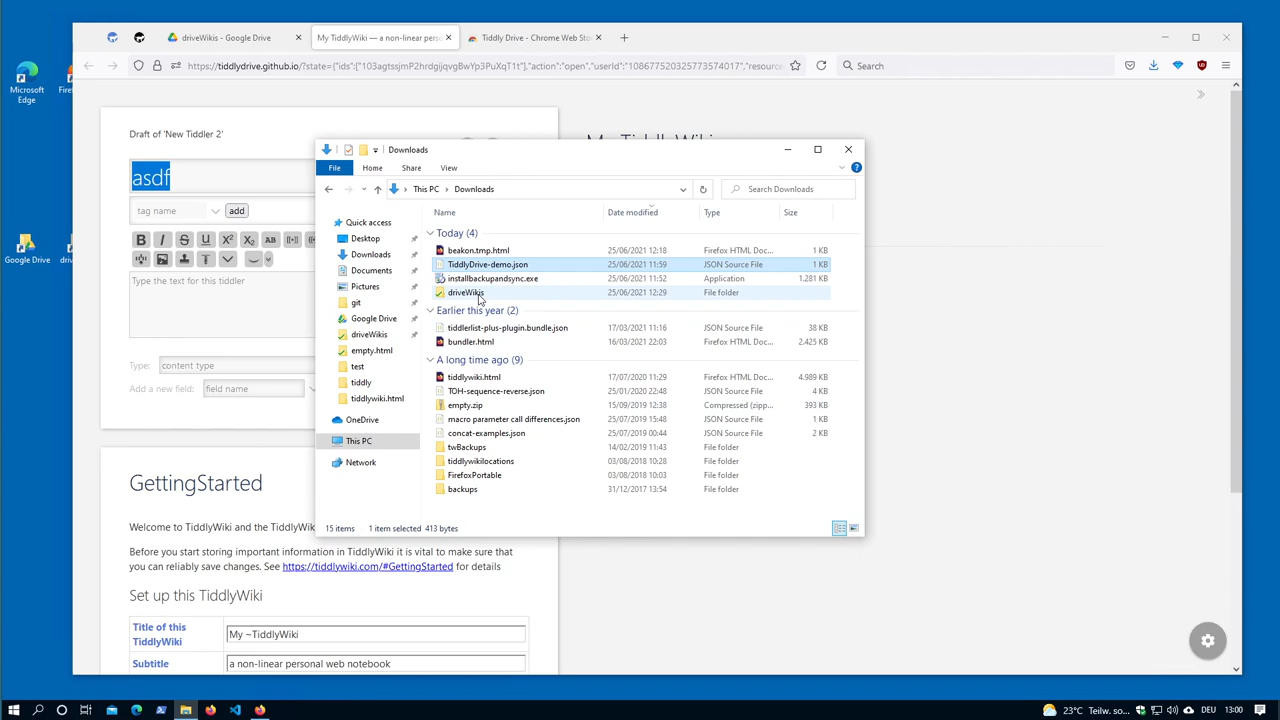 driveWikis - Google Drive
My TiddlyWiki — a non-linear pers
Tiddly Drive - Chrome Web Sto
https://tiddlydrive.github.io/?state={"ids":["103agtssjmP2hrdgijqvgBwYp3PuXqT1t"],"action":"open","userId":"108677520325773574017","resource
Search
Microsoft
Edge
Firef
Google Drive
Draft of 'New Tiddler 2'
asdf
tag name
add
Type the text for this tiddler
Type:
content type
Add a new field:
field name
My TiddlyWiki
Downloads
File
Home
Share
View
This PC
Downloads
Search Downloads
Name
Date modified
Type
Size
Quick access
Desktop
Downloads
Documents
Pictures
git
Google Drive
driveWikis
empty.html
test
tiddly
tiddlywiki.html
OneDrive
This PC
Network
Today (4)
beakon.tmp.html 25/06/2021 12:18 Firefox HTML Doc... 1 KB
TiddlyDrive-demo.json 25/06/2021 11:59 JSON Source File 1 KB
installbackupandsync.exe 25/06/2021 11:52 Application 1.281 KB
driveWikis 25/06/2021 12:29 File folder
Earlier this year (2)
tiddlerlist-plus-plugin.bundle.json 17/03/2021 11:16 JSON Source File 38 KB
bundler.html 16/03/2021 22:03 Firefox HTML Doc... 2.425 KB
A long time ago (9)
tiddlywiki.html 17/07/2020 11:29 Firefox HTML Doc... 4.989 KB
TOH-sequence-reverse.json 25/01/2020 22:48 JSON Source File 4 KB
empty.zip 15/09/2019 12:38 Compressed (zipp... 393 KB
macro parameter call differences.json 25/07/2019 15:48 JSON Source File 1 KB
concat-examples.json 25/07/2019 00:44 JSON Source File 2 KB
twBackups 14/02/2019 11:43 File folder
tiddlywikilocations 03/08/2018 10:28 File folder
FirefoxPortable 03/08/2018 10:03 File folder
backups 31/12/2017 13:54 File folder
15 items
1 item selected 413 bytes
GettingStarted
Welcome to TiddlyWiki and the TiddlyWik
Before you start storing important information in TiddlyWiki it is vital to make sure that
you can reliably save changes. See https://tiddlywiki.com/#GettingStarted for details
Set up this TiddlyWiki
Title of this
TiddlyWiki
My ~TiddlyWiki
Subtitle
a non-linear personal web notebook
23°C Teilw. so...
DEU
13:00